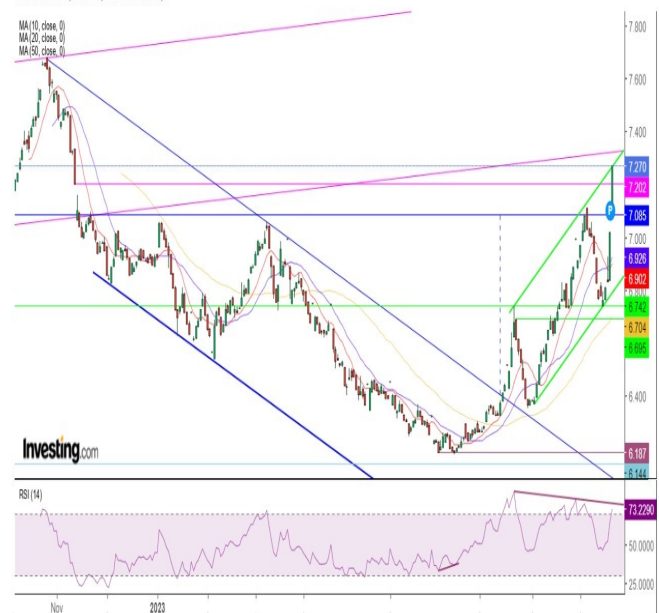 MA (10, close, 0)
MA (20, close, 0)
MA (50, close, 0)
7.800
7.600
7.400
7.270
7.202
7.085
7.000
6.926
6.902
6.742
6.704
6.695
6.400
6.187
6.144
P
Investing.com
RSI (14)
73.2290
50.0000
25.0000
Nov
2023